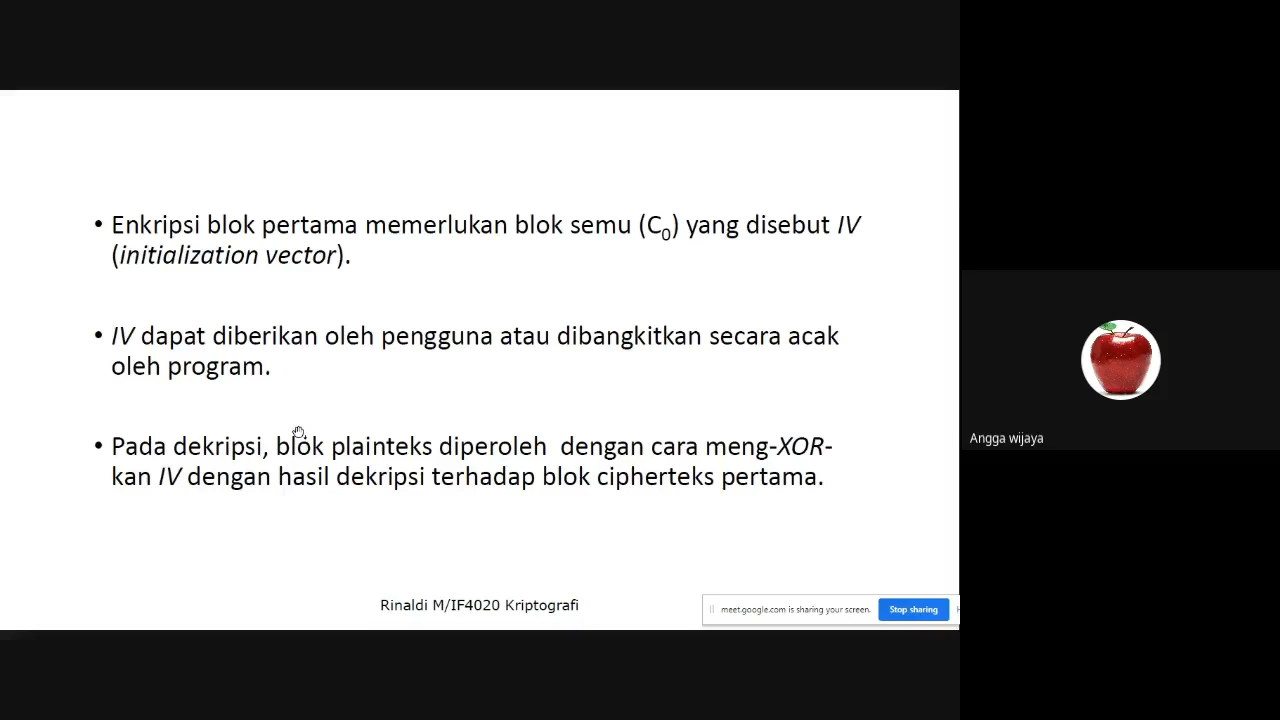 • Enkripsi blok pertama memerlukan blok semu (C₀) yang disebut IV
(initialization vector).
• IV dapat diberikan oleh pengguna atau dibangkitkan secara acak
oleh program.
• Pada dekripsi, blok plainteks diperoleh dengan cara meng-XOR-
kan IV dengan hasil dekripsi terhadap blok cipherteks pertama.
Rinaldi M/IF4020 Kriptografi
meet.google.com is sharing your screen.
Stop sharing
Angga wijaya